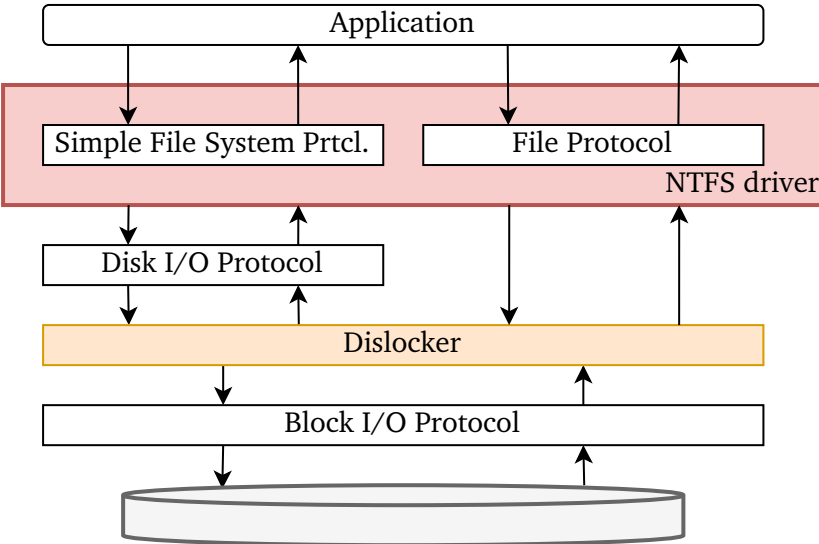 Application
Simple File System Prtcl.
File Protocol
NTFS driver
Disk I/O Protocol
Dislocker
Block I/O Protocol